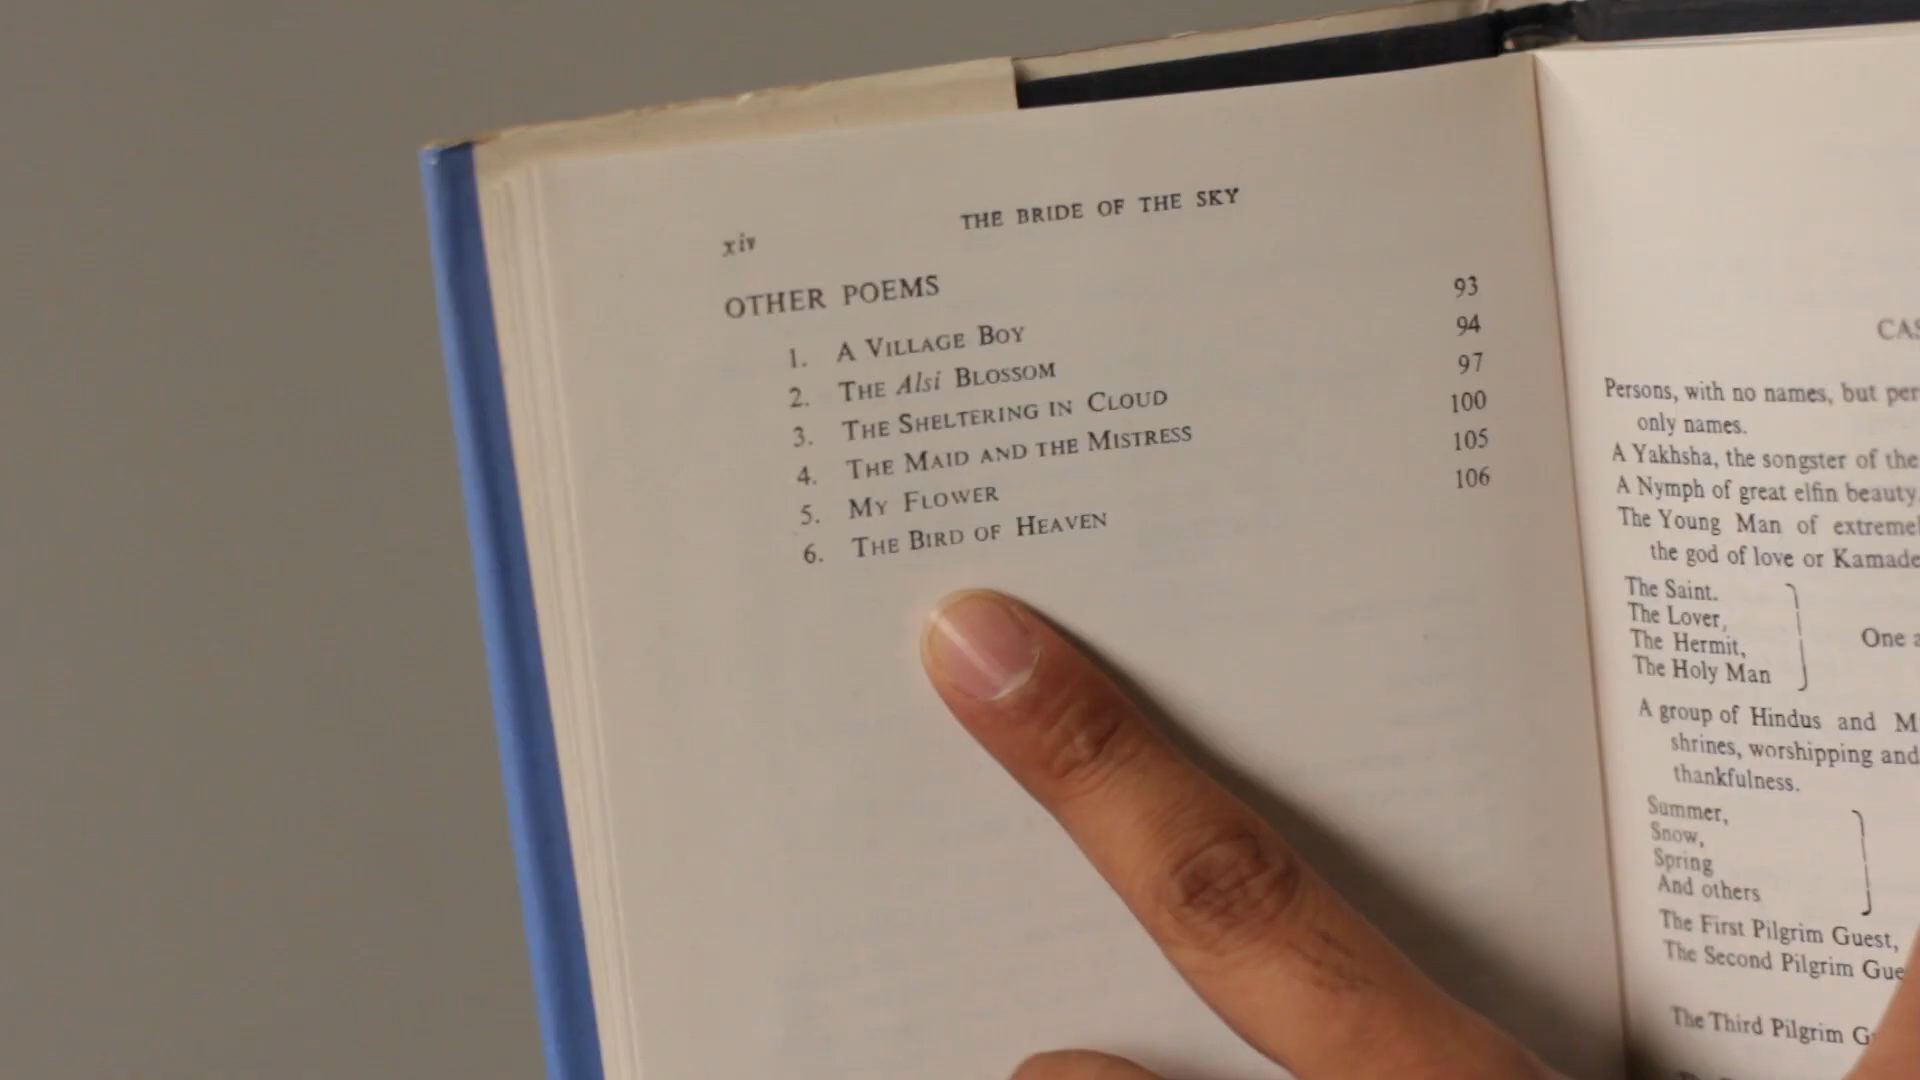 xiv THE BRIDE OF THE SKY
OTHER POEMS
1. A VILLAGE BOY 93
2. THE Alsi BLOSSOM 94
3. THE SHELTERING IN CLOUD 97
4. THE MAID AND THE MISTRESS 100
5. MY FLOWER 105
6. THE BIRD OF HEAVEN 106
Persons, with no names, but
only names.
A Yakhsha, the songster of the
A Nymph of great elfin beauty,
The Young Man of
the god of love or
The Saint.
The Lover,
The Hermit,
The Holy Man
One
A group of Hindus and
shrines, worshipping and
thankfulness.
Summer,
Snow,
Spring
And others
The First Pilgrim Guest,
The Second Pilgrim
The Third Pilgrim